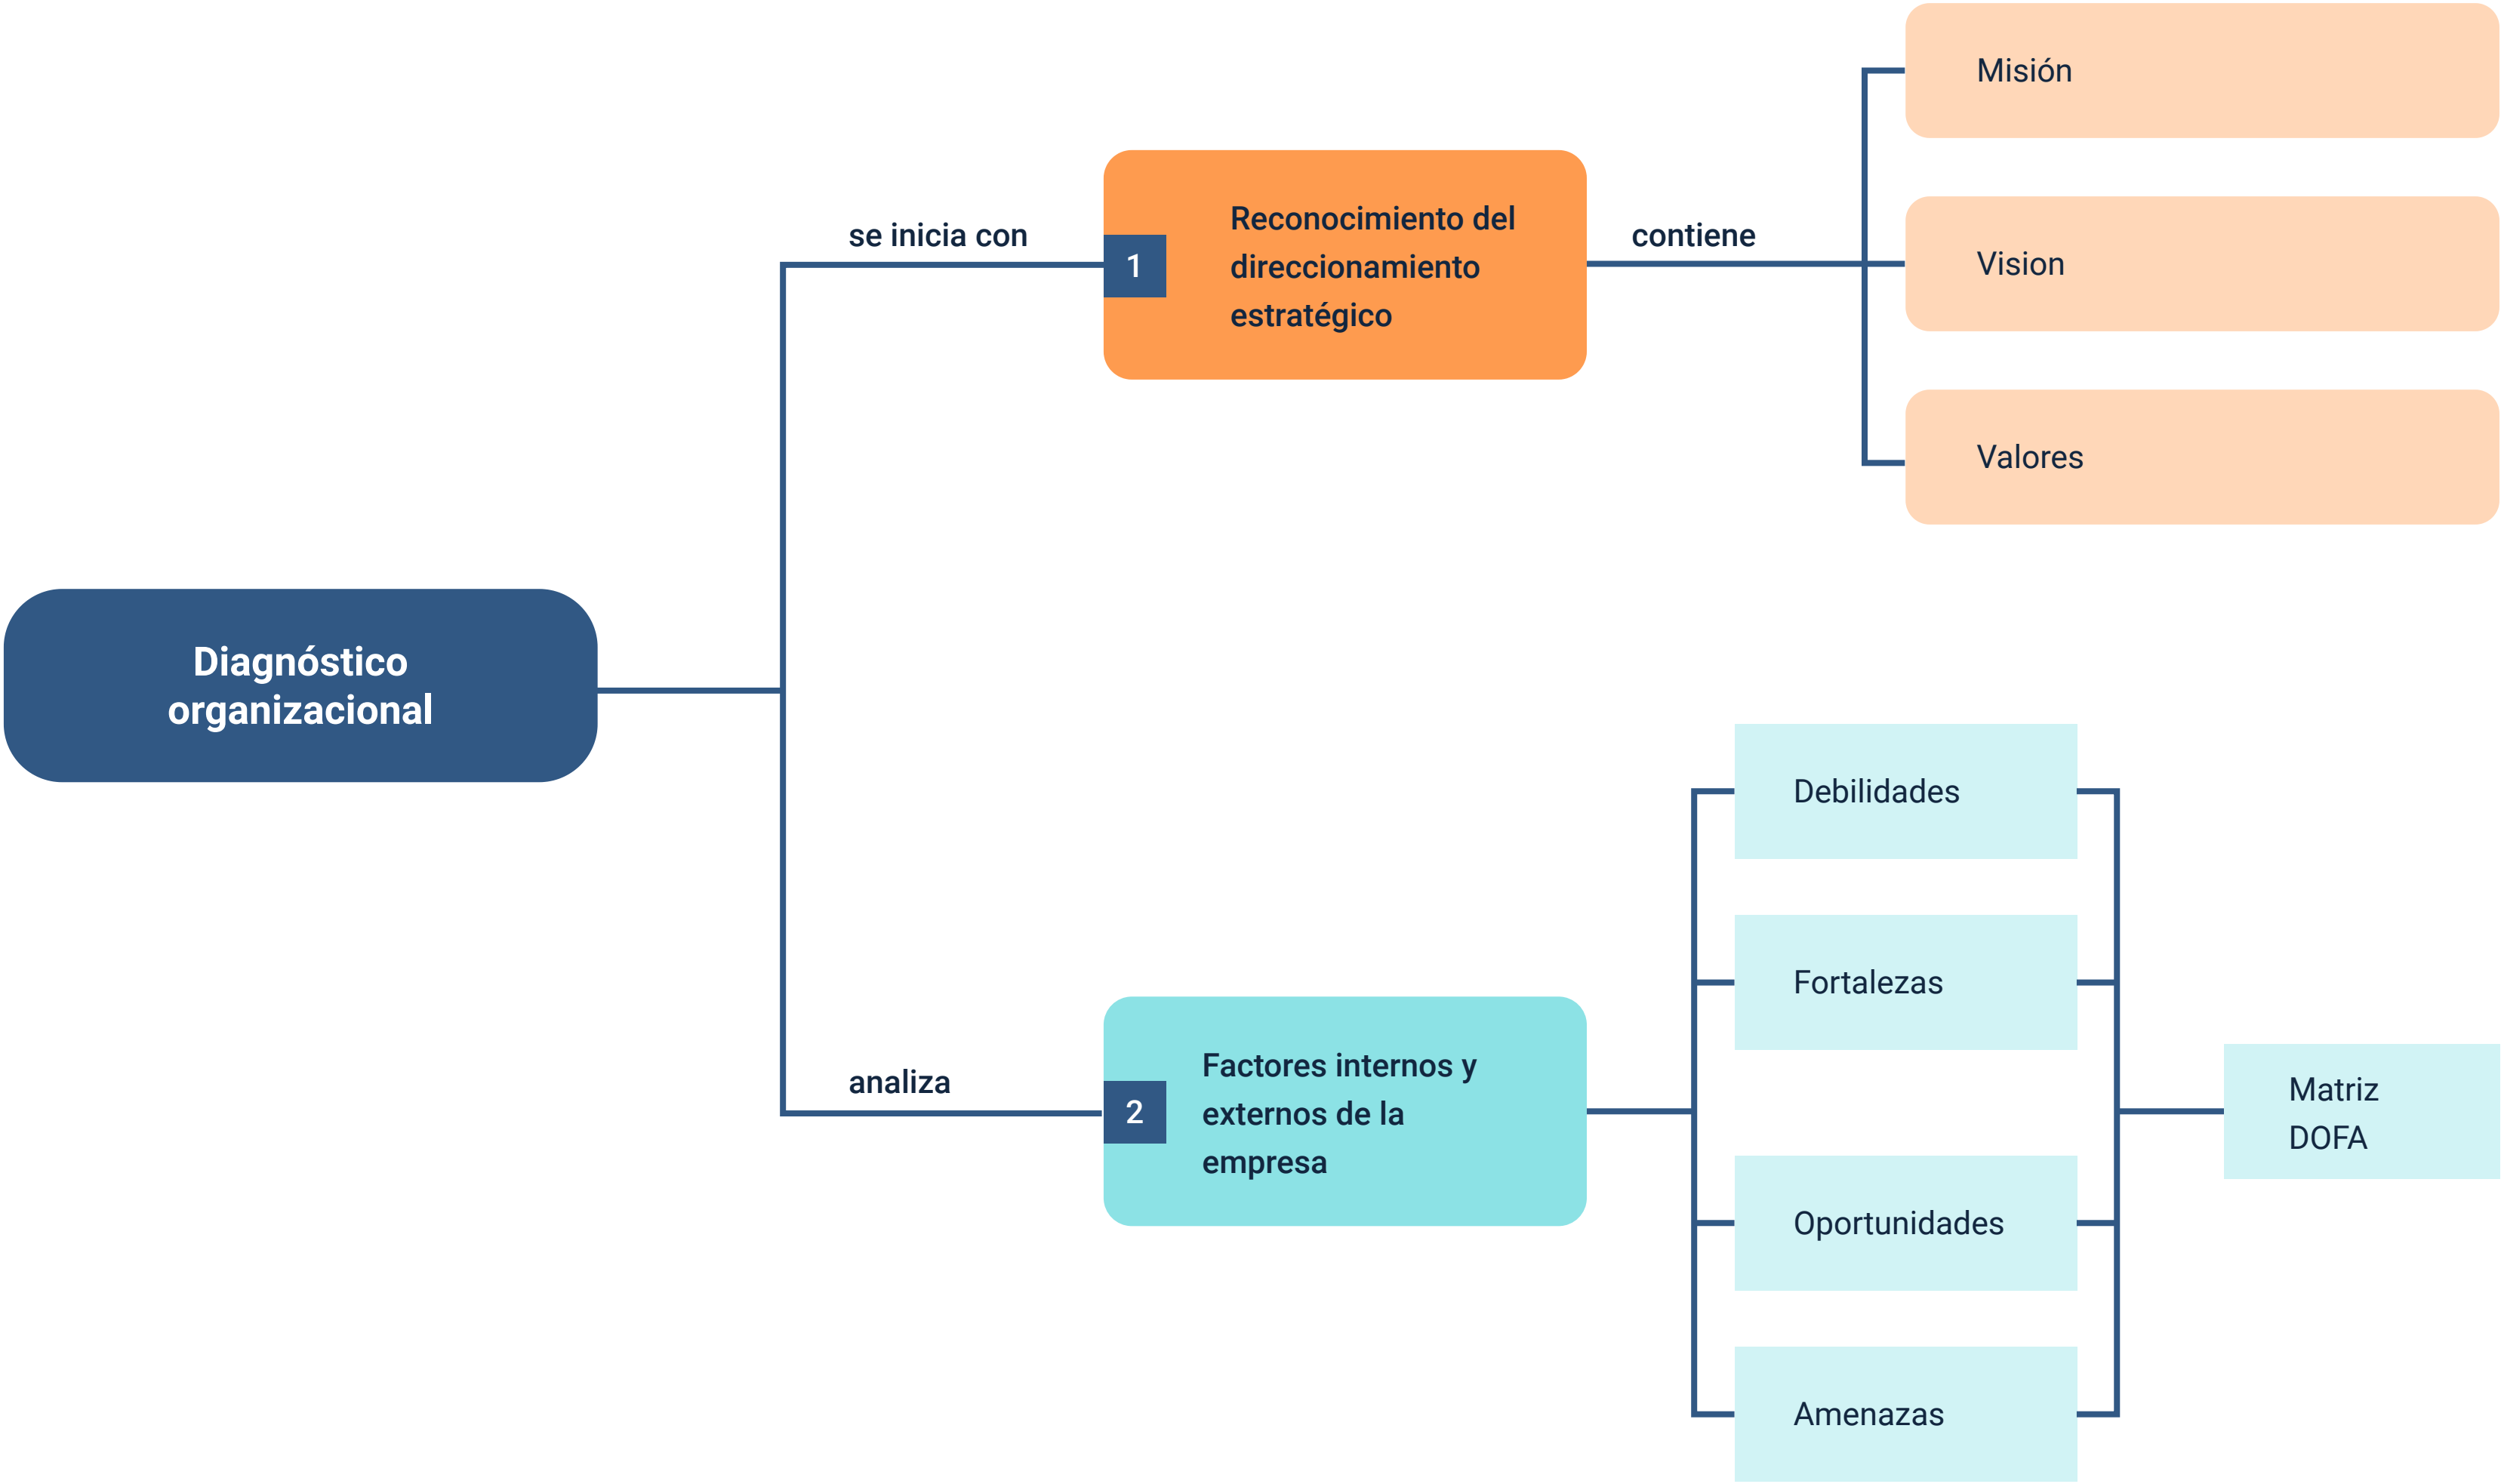 Diagnóstico
organizacional
se inicia con
1
Reconocimiento del
direccionamiento
estratégico
contiene
Misión
Vision
Valores
analiza
2
Factores internos y
externos de la
empresa
Debilidades
Fortalezas
Oportunidades
Amenazas
Matriz
DOFA